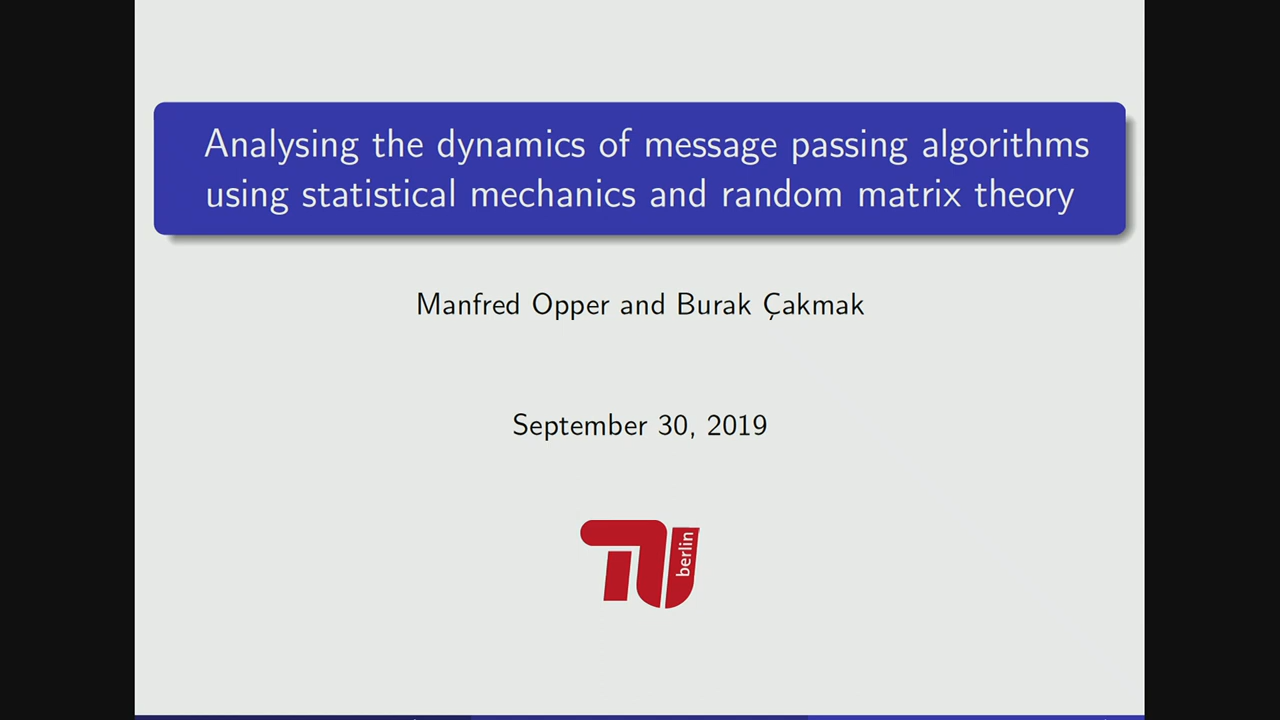 Analysing the dynamics of message passing algorithms
using statistical mechanics and random matrix theory
Manfred Opper and Burak Çakmak
September 30, 2019
berlin